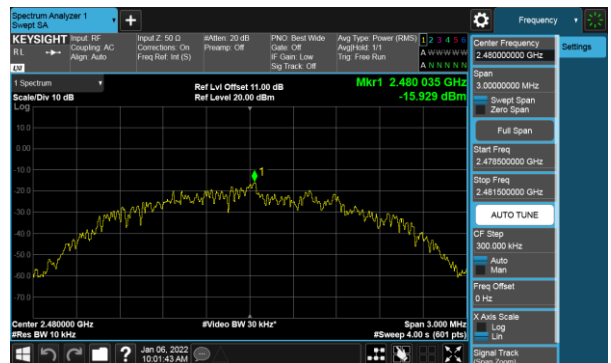 Spectrum Analyzer 1
Swept SA
Frequency
KEYSIGHT
RL
Input: RF
Coupling: AC
Align: Auto
Input Z: 50 Ω
Corrections: On
Freq Ref: Int (S)
#Atten: 20 dB
Preamp: Off
PNO: Best Wide
Gate: Off
IF Gain: Low
Sig Track: Off
Avg Type: Power (RMS)
Avg|Hold: 1/1
Trig: Free Run
1 2 3 4 5 6
A W W W W W
A N N N N N
1 Spectrum
Scale/Div 10 dB
Log
Ref Lvl Offset 11.00 dB
Ref Level 20.00 dBm
Mkr1 2.480 035 GHz
-15.929 dBm
10.0
0.00
-10.0
-20.0
-30.0
-40.0
-50.0
-60.0
-70.0
1
Center 2.480000 GHz
#Res BW 10 kHz
#Video BW 30 kHz*
Span 3.000 MHz
#Sweep 4.00 s (601 pts)
Jan 06, 2022
10:01:43 AM
Center Frequency
2.480000000 GHz
Settings
Span
3.00000000 MHz
Swept Span
Zero Span
Full Span
Start Freq
2.478500000 GHz
Stop Freq
2.481500000 GHz
AUTO TUNE
CF Step
300.000 kHz
Auto
Man
Freq Offset
0 Hz
X Axis Scale
Log
Lin
Signal Track
(Span Zoom)